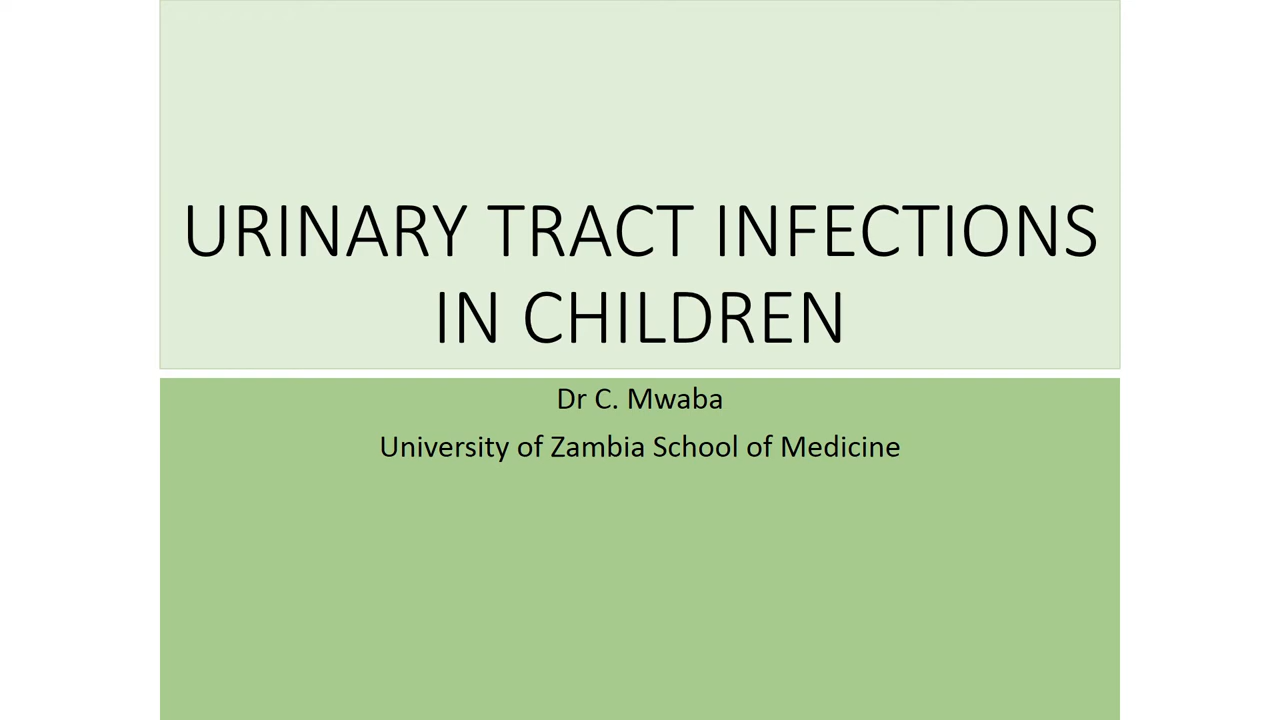 URINARY TRACT INFECTIONS
IN CHILDREN
Dr C. Mwaba
University of Zambia School of Medicine